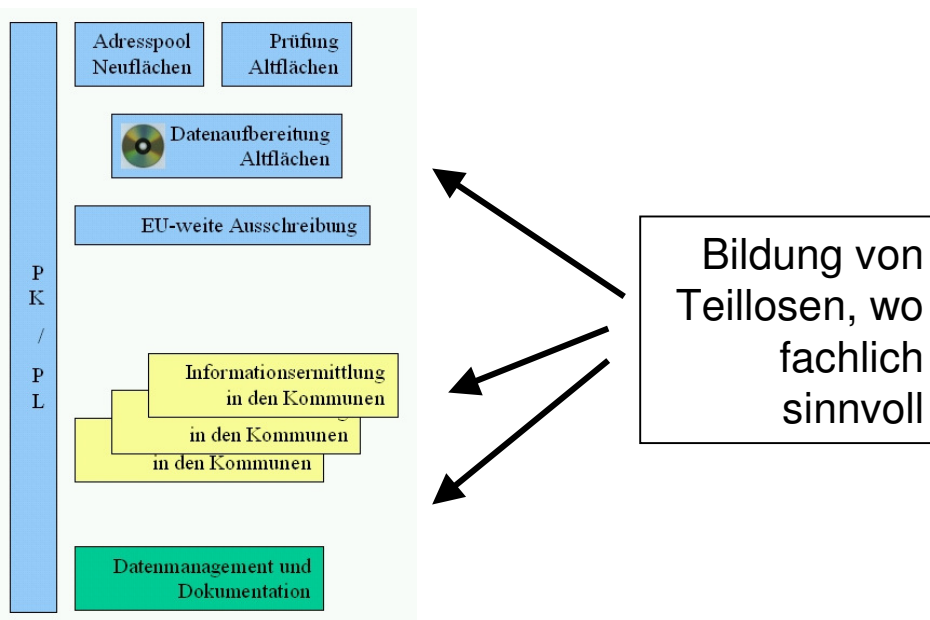 P
K
/
P
L
Adresspool
Neuflächen
Prüfung
Altflächen
Datenaufbereitung
Altflächen
EU-weite Ausschreibung
Informationsermittlung
in den Kommunen
in den Kommunen
in den Kommunen
Datenmanagement und
Dokumentation
Bildung von
Teillosen, wo
fachlich
sinnvoll